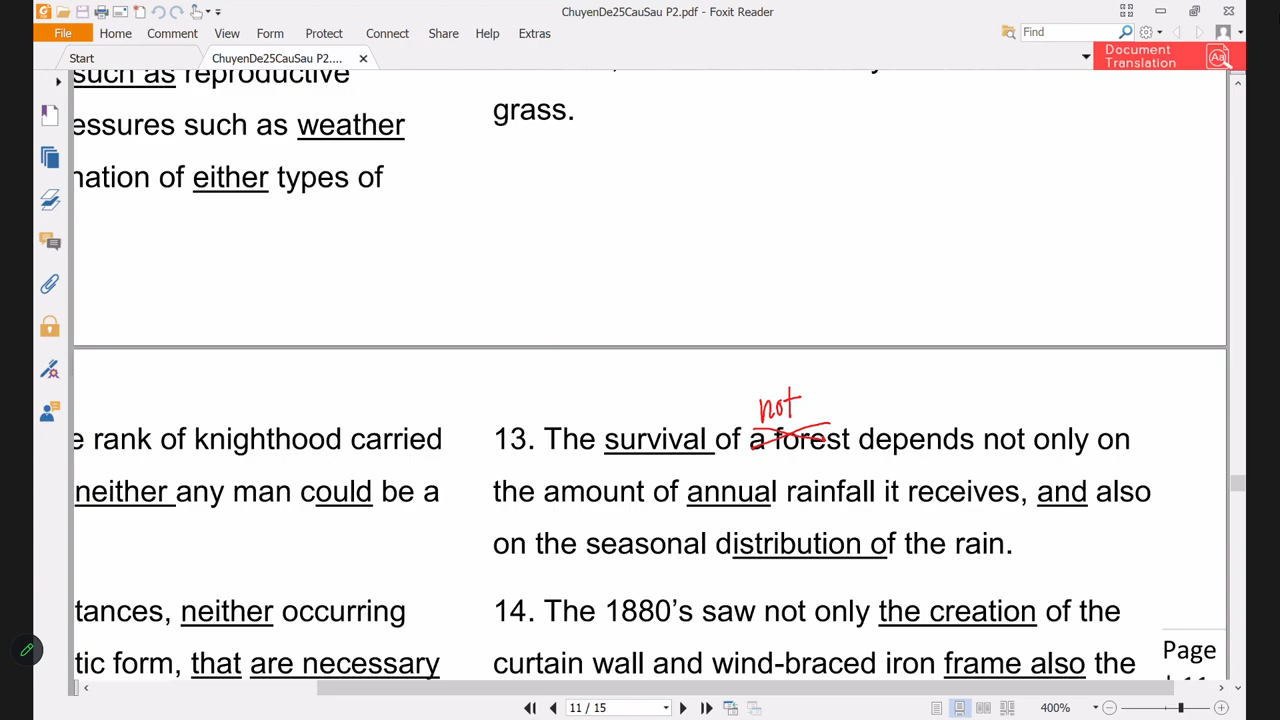 ChuyenDe25CauSau P2.pdf - Foxit Reader
File Home Comment View Form Protect Connect Share Help Extras
Find
Start
ChuyenDe25CauSau P2....
Document Translation
such as reproductive
essures such as weather
nation of either types of
grass.
e rank of knighthood carried
neither any man could be a
tances, neither occurring
tic form, that are necessary
not
13. The survival of a forest depends not only on
the amount of annual rainfall it receives, and also
on the seasonal distribution of the rain.
14. The 1880's saw not only the creation of the
curtain wall and wind-braced iron frame also the
Page
11 / 15
400%